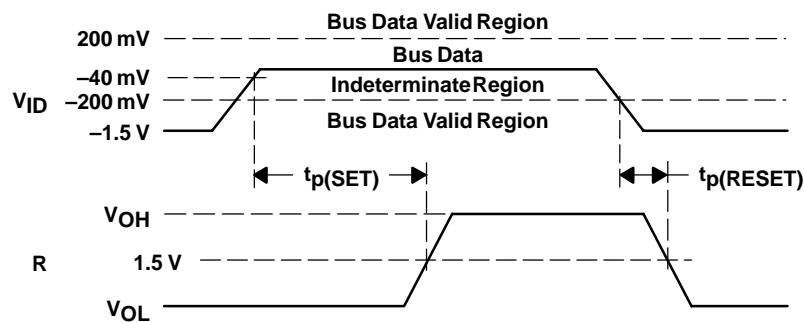 Bus Data Valid Region
200 mV
Bus Data
–40 mV
Indeterminate Region
VID
–200 mV
Bus Data Valid Region
–1.5 V
tp(SET)
tp(RESET)
VOH
R
1.5 V
VOL